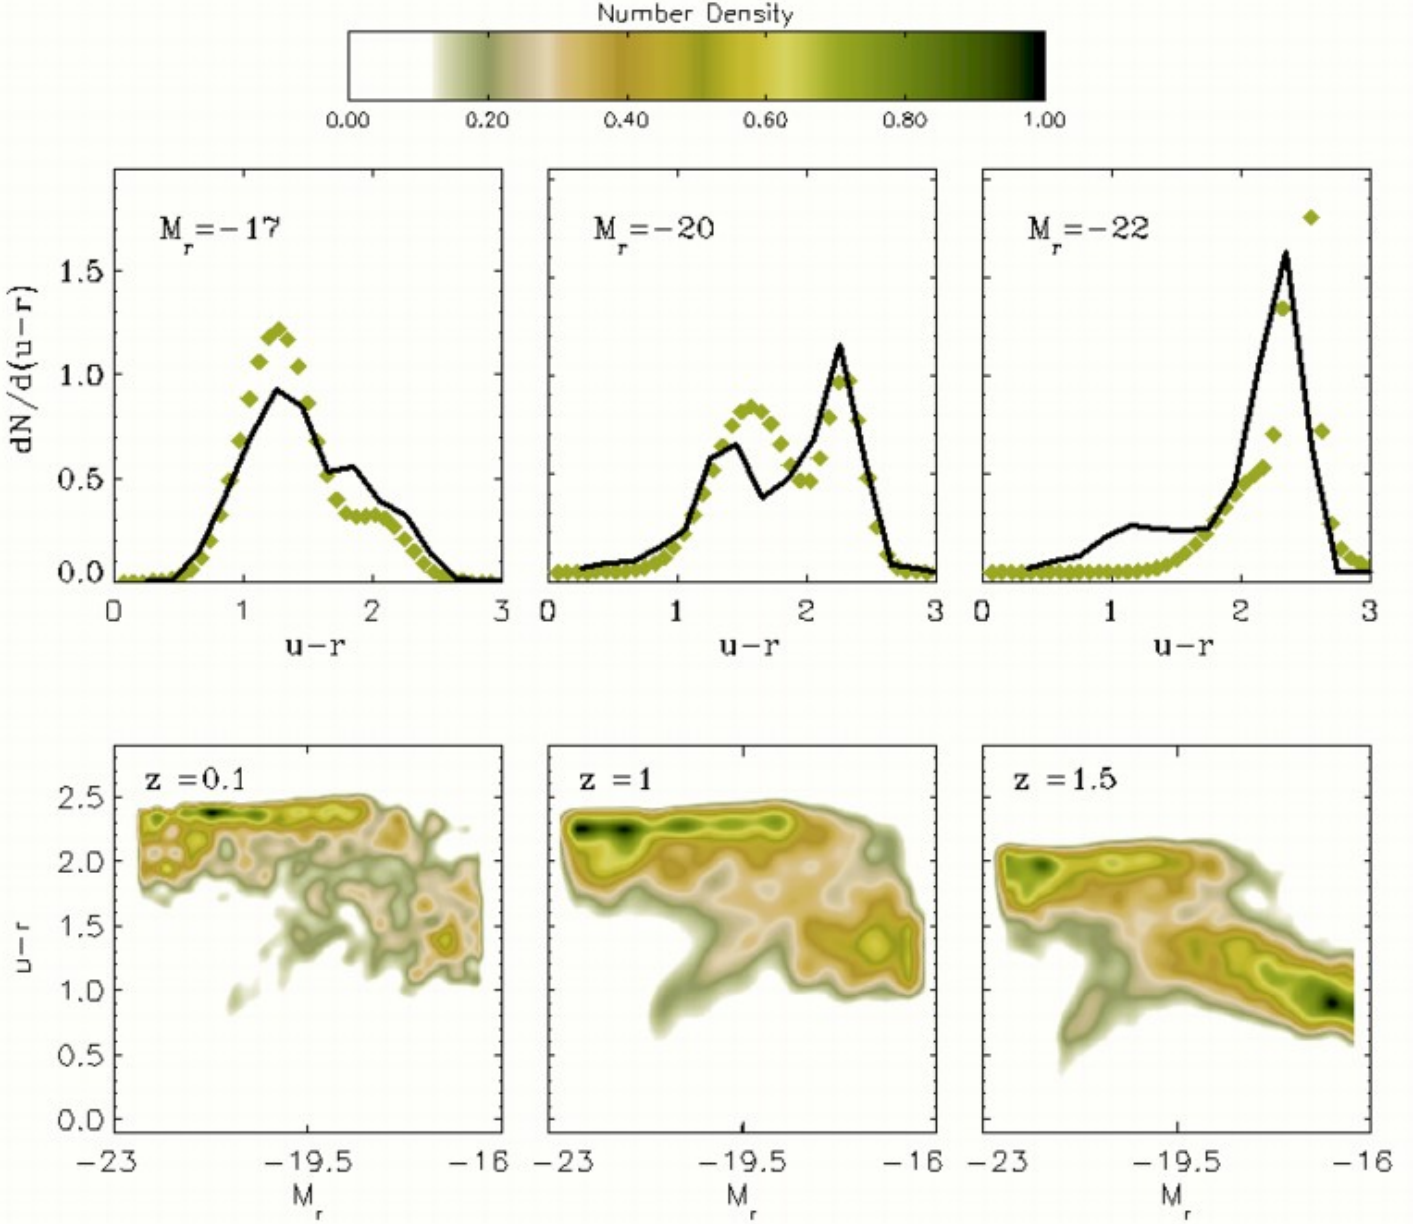 Number Density
0.00 0.20 0.40 0.60 0.80 1.00
M_r=-17 M_r=-20 M_r=-22
dN/d(u-r)
1.5
1.0
0.5
0.0
0 1 2 3 0 1 2 3 0 1 2 3
u-r u-r u-r
z =0.1 z =1 z =1.5
u-r
2.5
2.0
1.5
1.0
0.5
0.0
-23 -19.5 -16 -23 -19.5 -16 -23 -19.5 -16
M_r M_r M_r